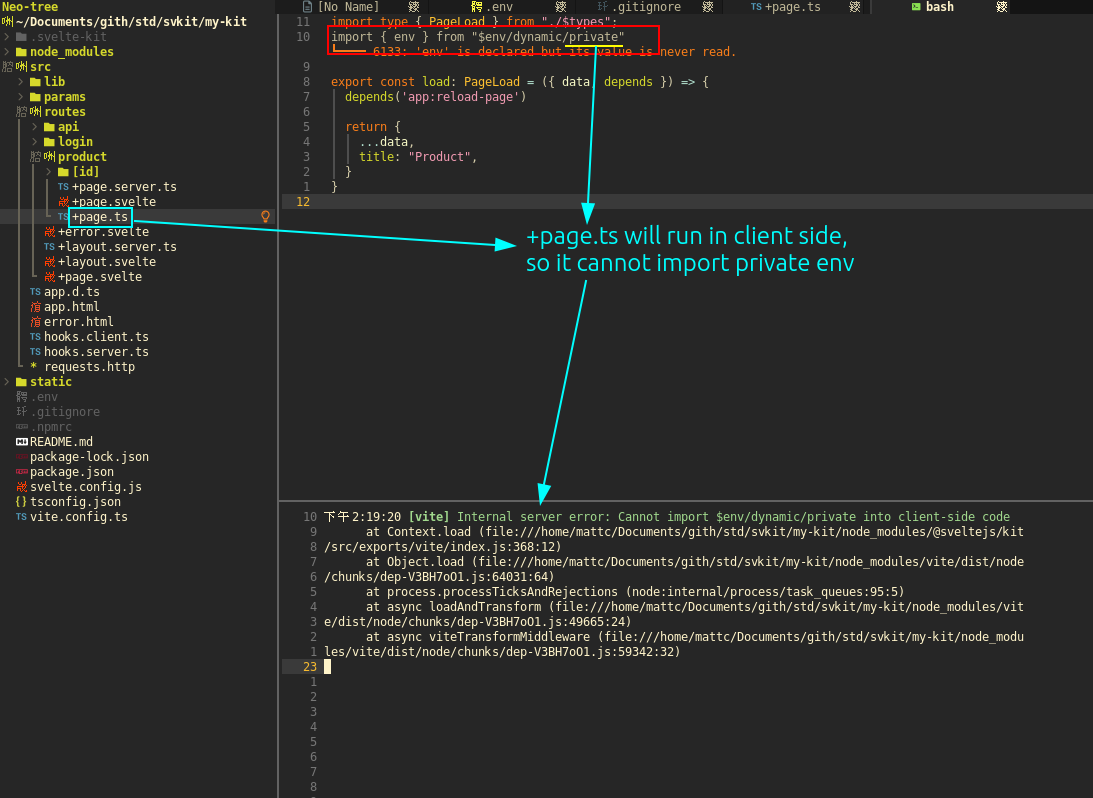 Neo-tree
~/Documents/gith/std/svkit/my-kit
.svelte-kit
node_modules
src
lib
params
routes
api
login
product
[id]
TS +page.server.ts
+page.svelte
TS +page.ts
+error.svelte
TS +layout.server.ts
+layout.svelte
+page.svelte
TS app.d.ts
app.html
error.html
TS hooks.client.ts
TS hooks.server.ts
* requests.http
static
.env
.gitignore
.npmrc
README.md
package-lock.json
package.json
svelte.config.js
{} tsconfig.json
TS vite.config.ts
[No Name] .env .gitignore TS +page.ts bash
11 import type { PageLoad } from "./$types";
10 import { env } from "$env/dynamic/private"
6133: 'env' is declared but its value is never read.
9
8 export const load: PageLoad = ({ data, depends }) => {
7 depends('app:reload-page')
6
5 return {
4 ...data,
3 title: "Product",
2 }
1 }
12
+page.ts will run in client side,
so it cannot import private env
10 下午2:19:20 [vite] Internal server error: Cannot import $env/dynamic/private into client-side code
9 at Context.load (file:///home/mattc/Documents/gith/std/svkit/my-kit/node_modules/@sveltejs/kit
8 /src/exports/vite/index.js:368:12)
7 at Object.load (file:///home/mattc/Documents/gith/std/svkit/my-kit/node_modules/vite/dist/node
6 /chunks/dep-V3BH7oO1.js:64031:64)
5 at process.processTicksAndRejections (node:internal/process/task_queues:95:5)
4 at async loadAndTransform (file:///home/mattc/Documents/gith/std/svkit/my-kit/node_modules/vit
3 e/dist/node/chunks/dep-V3BH7oO1.js:49665:24)
2 at async viteTransformMiddleware (file:///home/mattc/Documents/gith/std/svkit/my-kit/node_modu
1 les/vite/dist/node/chunks/dep-V3BH7oO1.js:59342:32)
23
1
2
3
4
5
6
7
8